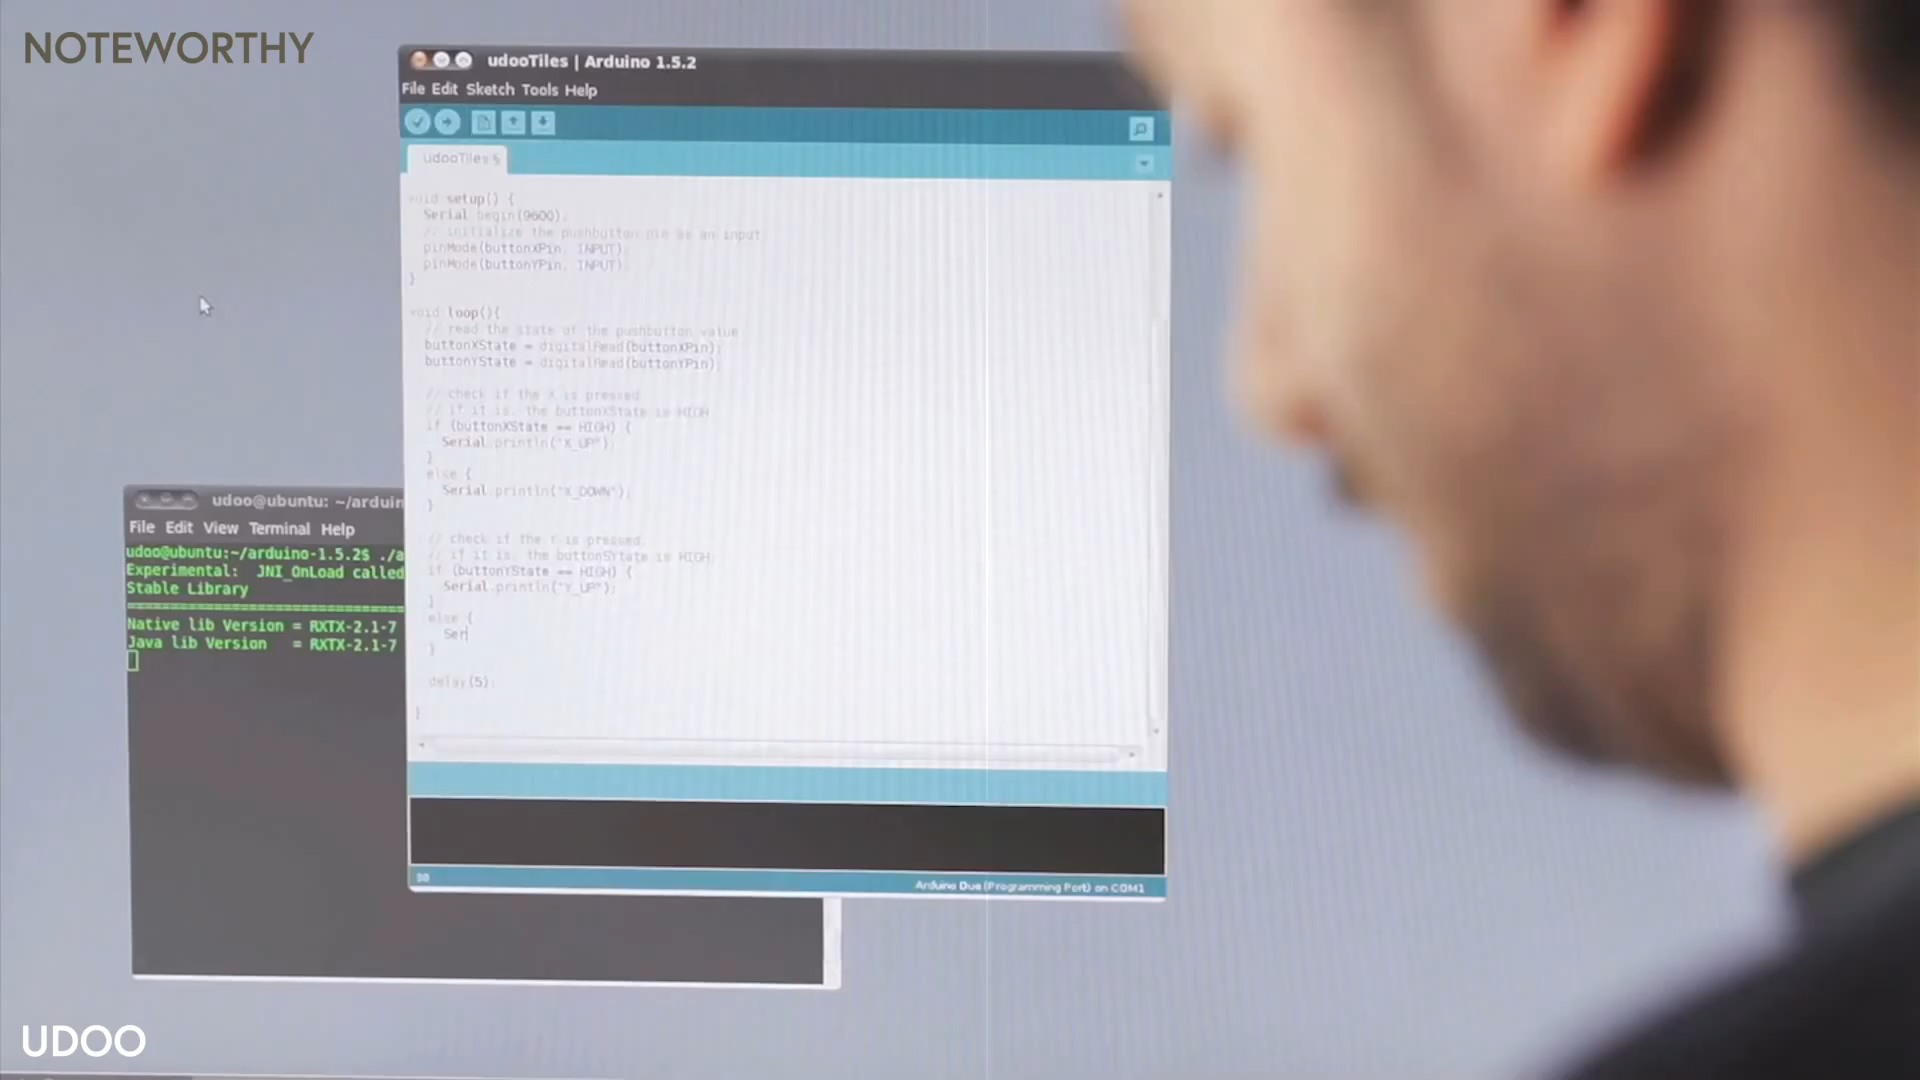 NOTEWORTHY
udooTiles | Arduino 1.5.2
File Edit Sketch Tools Help
udooTiles §
void setup() {
Serial.begin(9600);
// initialize the pushbutton pin as an input
pinMode(buttonXPin, INPUT);
pinMode(buttonYPin, INPUT);
}
void loop(){
// read the state of the pushbutton value
buttonXState = digitalRead(buttonXPin);
buttonYState = digitalRead(buttonYPin);
// check if the X is pressed
// if it is, the buttonXState is HIGH
if (buttonXState == HIGH) {
Serial.println("X_UP");
}
else {
Serial.println("X_DOWN");
}
// check if the Y is pressed
// if it is, the buttonSYtate is HIGH
if (buttonYState == HIGH) {
Serial.println("Y_UP");
}
else {
Ser
}
delay(5);
}
Arduino Due (Programming Port) on COM1
udoo@ubuntu: ~/arduin
File Edit View Terminal Help
udoo@ubuntu:~/arduino-1.5.2$ ./a
Experimental: JNI_OnLoad called
Stable Library
=================================
Native lib Version = RXTX-2.1-7
Java lib Version = RXTX-2.1-7
UDOO